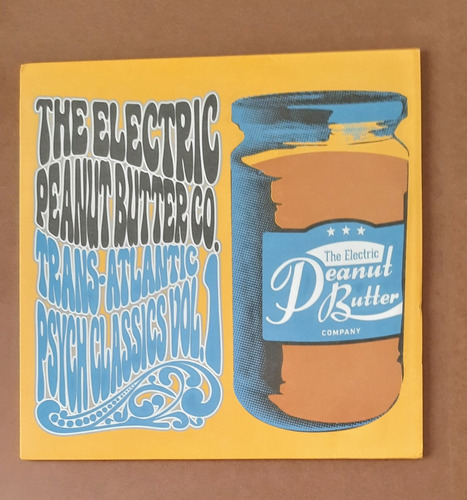 THE ELECTRIC
PEANUT BUTTER CO.
TRANS-ATLANTIC
PSYCH CLASSICS VOL. 1
★ ★ ★
The Electric
Peanut
Butter
COMPANY